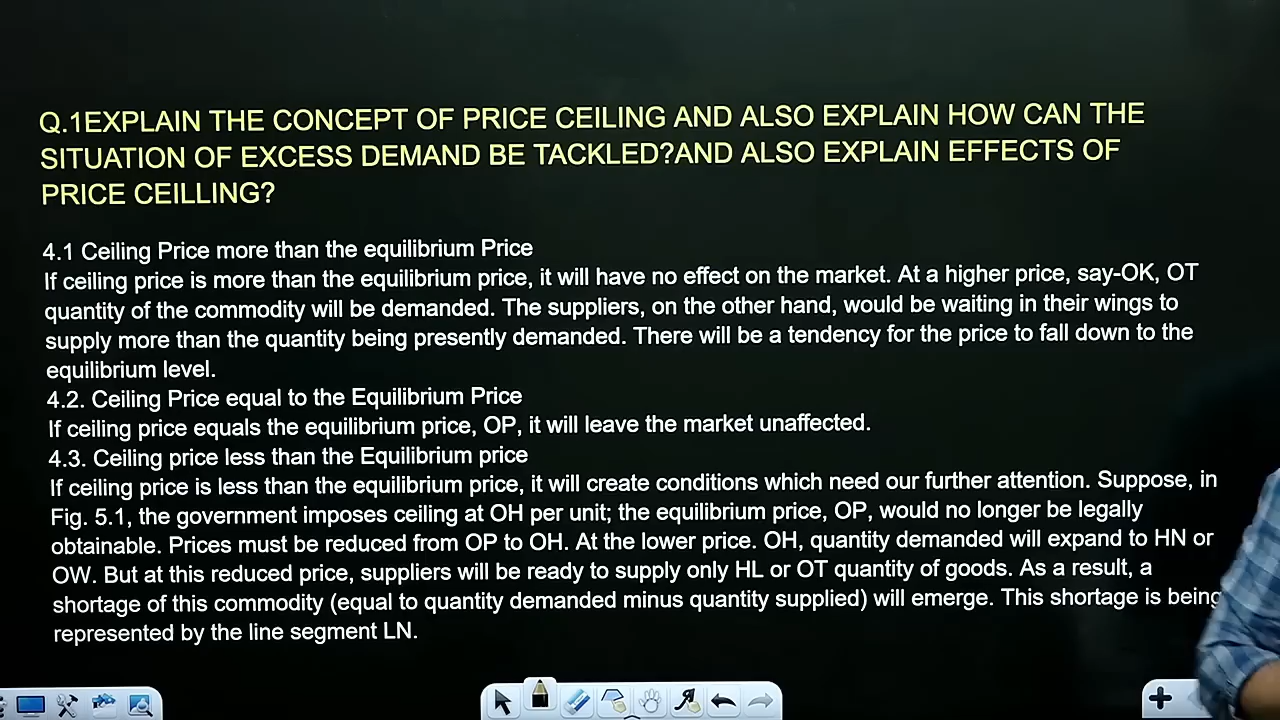 Q.1EXPLAIN THE CONCEPT OF PRICE CEILING AND ALSO EXPLAIN HOW CAN THE
SITUATION OF EXCESS DEMAND BE TACKLED?AND ALSO EXPLAIN EFFECTS OF
PRICE CEILLING?
4.1 Ceiling Price more than the equilibrium Price
If ceiling price is more than the equilibrium price, it will have no effect on the market. At a higher price, say-OK, OT
quantity of the commodity will be demanded. The suppliers, on the other hand, would be waiting in their wings to
supply more than the quantity being presently demanded. There will be a tendency for the price to fall down to the
equilibrium level.
4.2. Ceiling Price equal to the Equilibrium Price
If ceiling price equals the equilibrium price, OP, it will leave the market unaffected.
4.3. Ceiling price less than the Equilibrium price
If ceiling price is less than the equilibrium price, it will create conditions which need our further attention. Suppose, in
Fig. 5.1, the government imposes ceiling at OH per unit; the equilibrium price, OP, would no longer be legally
obtainable. Prices must be reduced from OP to OH. At the lower price. OH, quantity demanded will expand to HN or
OW. But at this reduced price, suppliers will be ready to supply only HL or OT quantity of goods. As a result, a
shortage of this commodity (equal to quantity demanded minus quantity supplied) will emerge. This shortage is being
represented by the line segment LN.